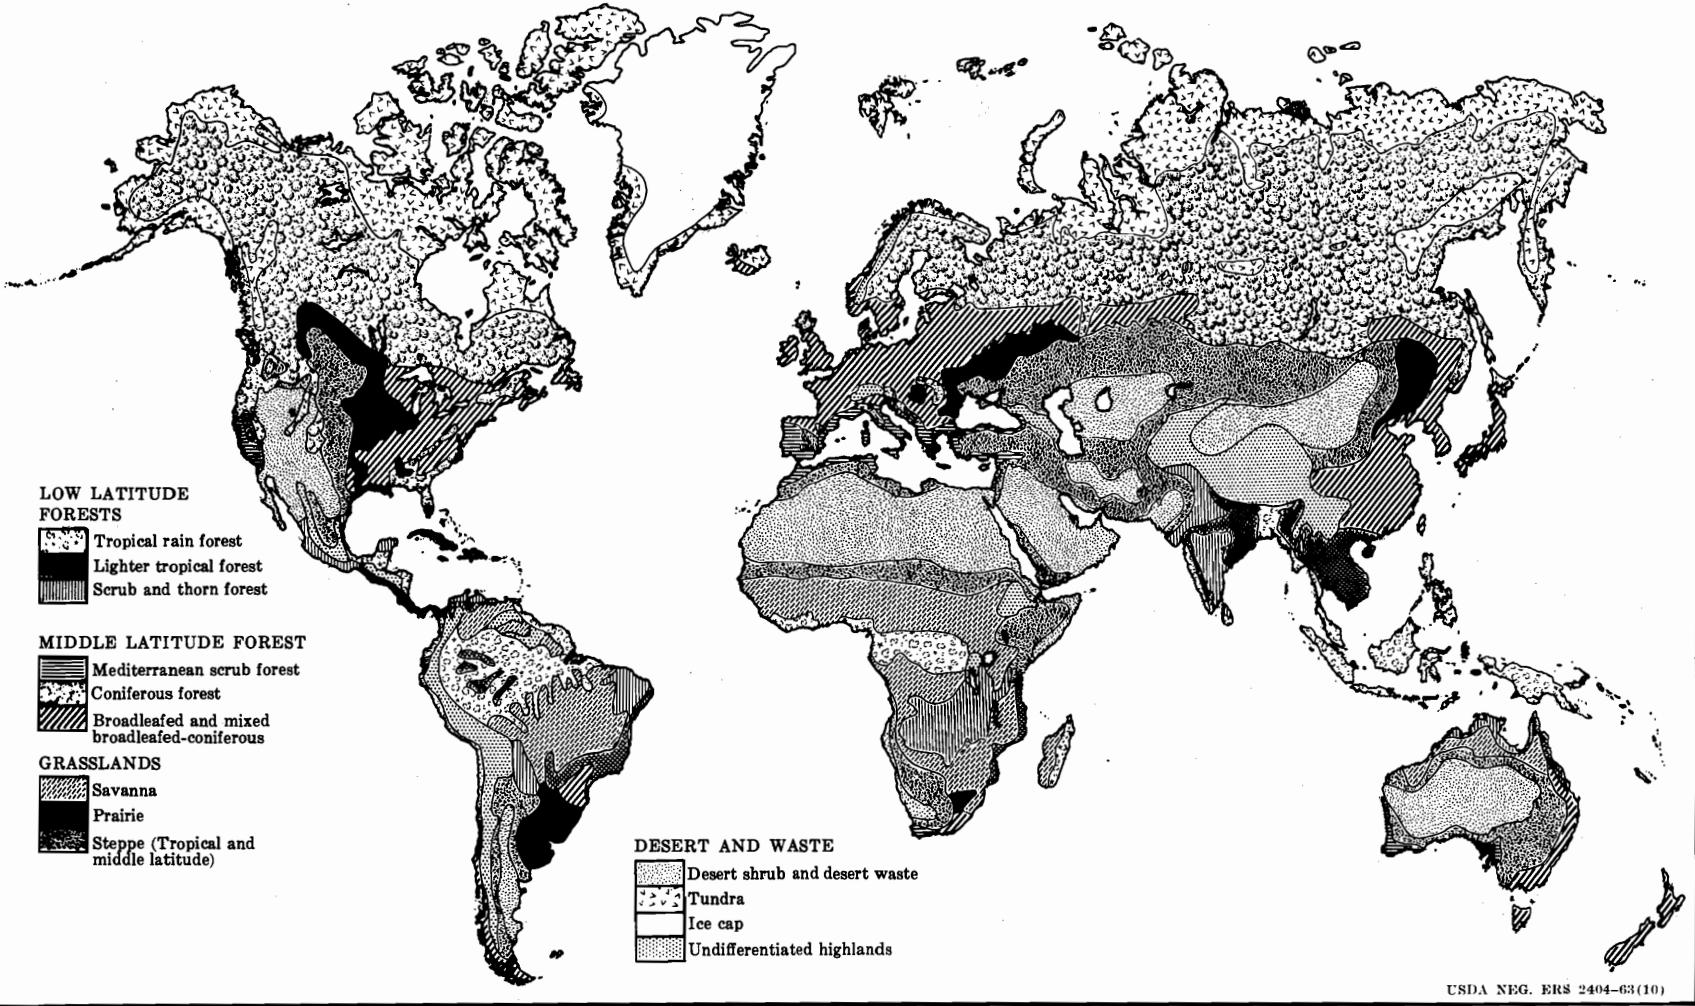 LOW LATITUDE
FORESTS
Tropical rain forest
Lighter tropical forest
Scrub and thorn forest
MIDDLE LATITUDE FOREST
Mediterranean scrub forest
Coniferous forest
Broadleafed and mixed
broadleafed-coniferous
GRASSLANDS
Savanna
Prairie
Steppe (Tropical and
middle latitude)
DESERT AND WASTE
Desert shrub and desert waste
Tundra
Ice cap
Undifferentiated highlands
USDA NEG. ERS 2404-63(10)